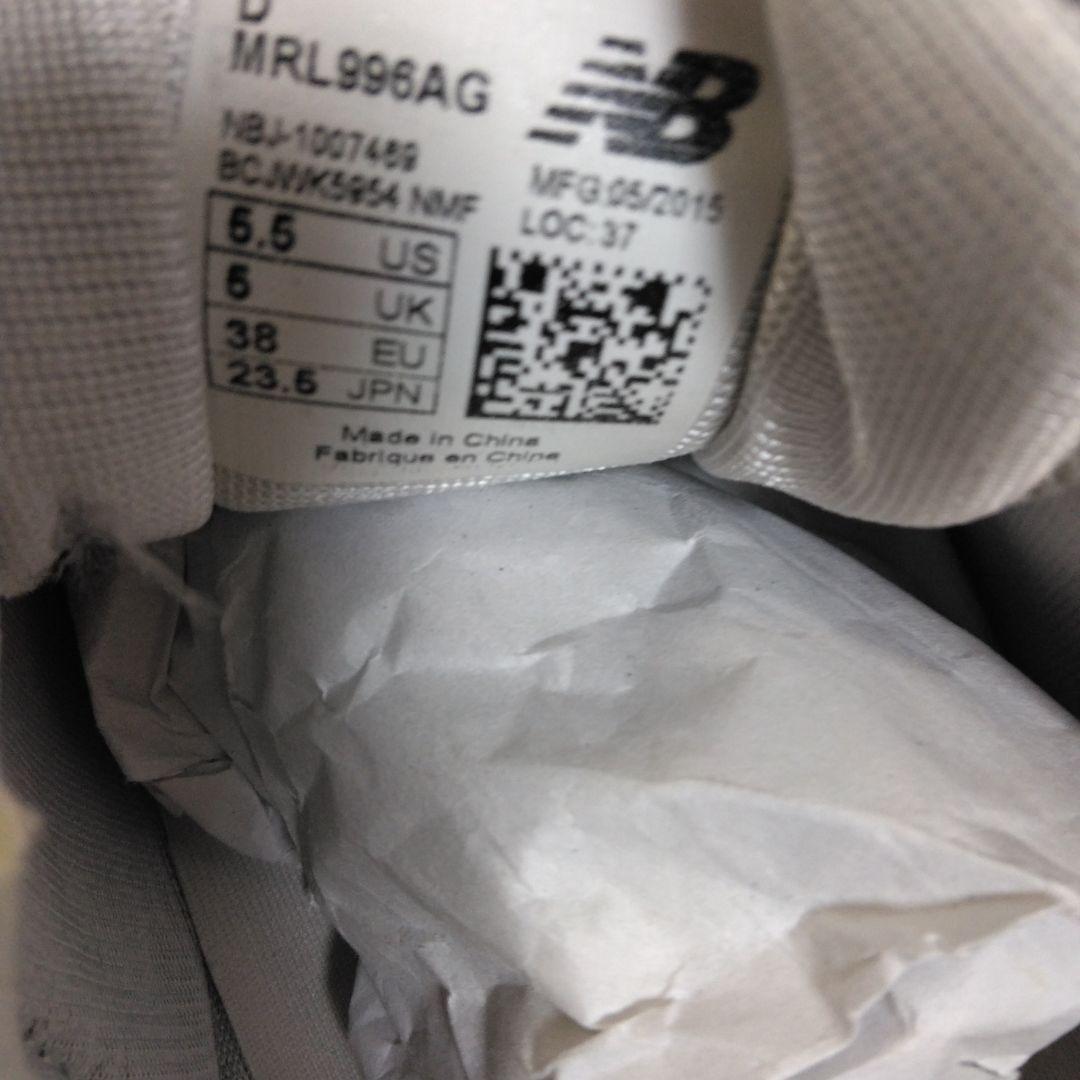 D
MRL996AG
NB
NBJ-1007489
BCJWK5954 NMF
MFG:05/2015
LOC: 37
5.5 US
5 UK
38 EU
23.5 JPN
Made in China
Fabriqué en Chine